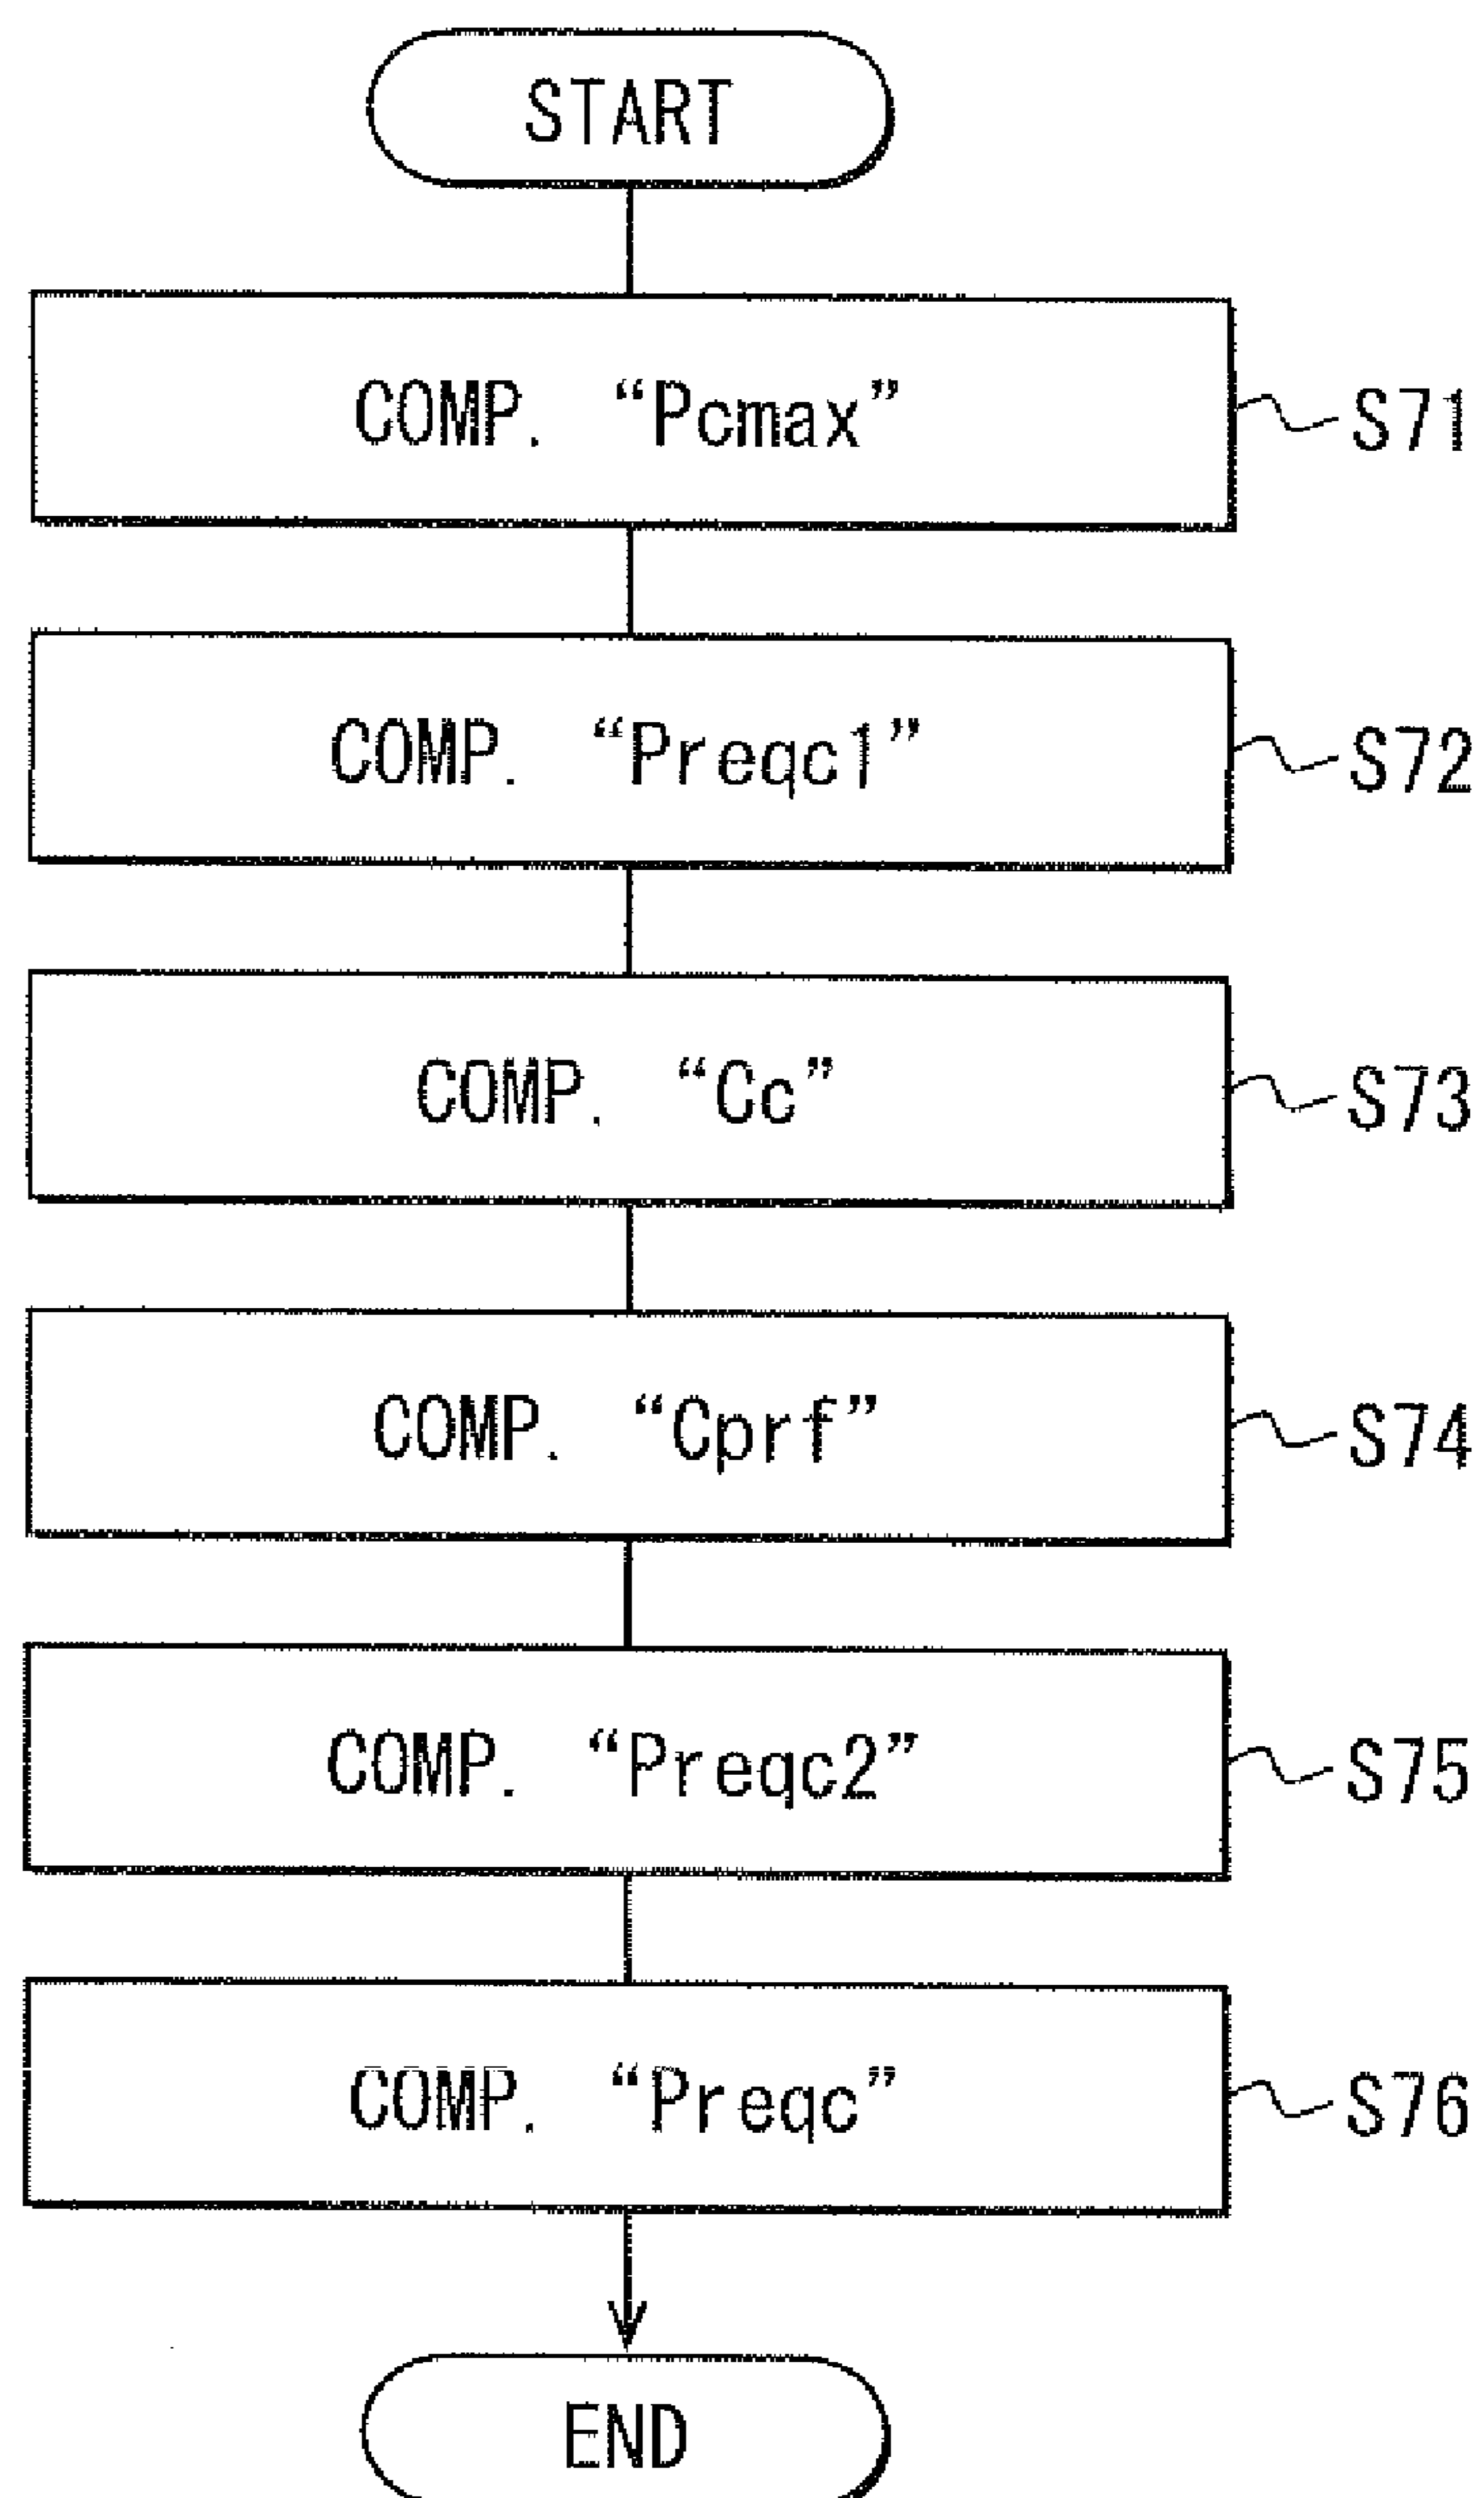 START
COMP. “Pcmax”
S71
COMP. “Preqc1”
S72
COMP. “Cc”
S73
COMP. “Cprf”
S74
COMP. “Preqc2”
S75
COMP. “Preqc”
S76
END